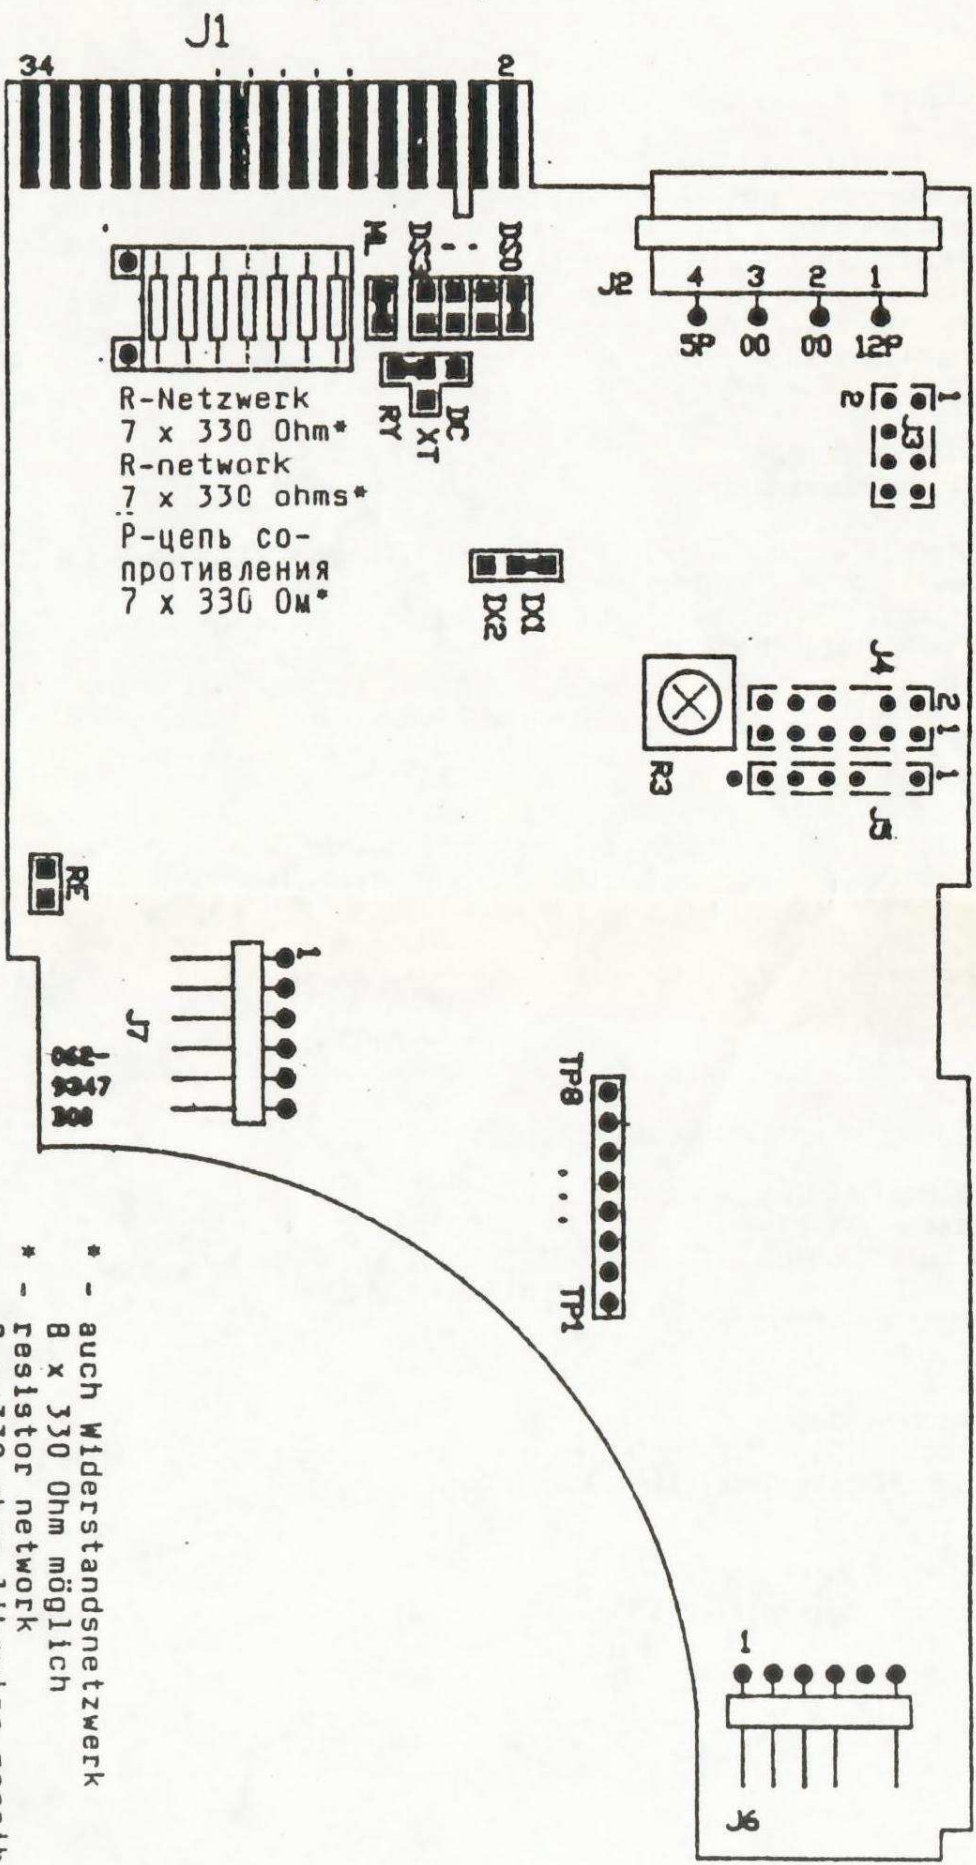 J1
34
2
ML
DS3
:
DS0
J2
4
3
2
1
5P
00
00
12P
R-Netzwerk
7 x 330 Ohm*
R-network
7 x 330 ohms*
Р-цепь со-
противления
7 x 330 Ом*
RY
XT
DC
1
2
J3
DX2
DX1
J4
2
1
R3
1
J5
RE
1
J7
062-
9347
B08
TP8
...
TP1
* - auch Widerstandsnetzwerk
8 x 330 Ohm möglich
* - resistor network
1
J6